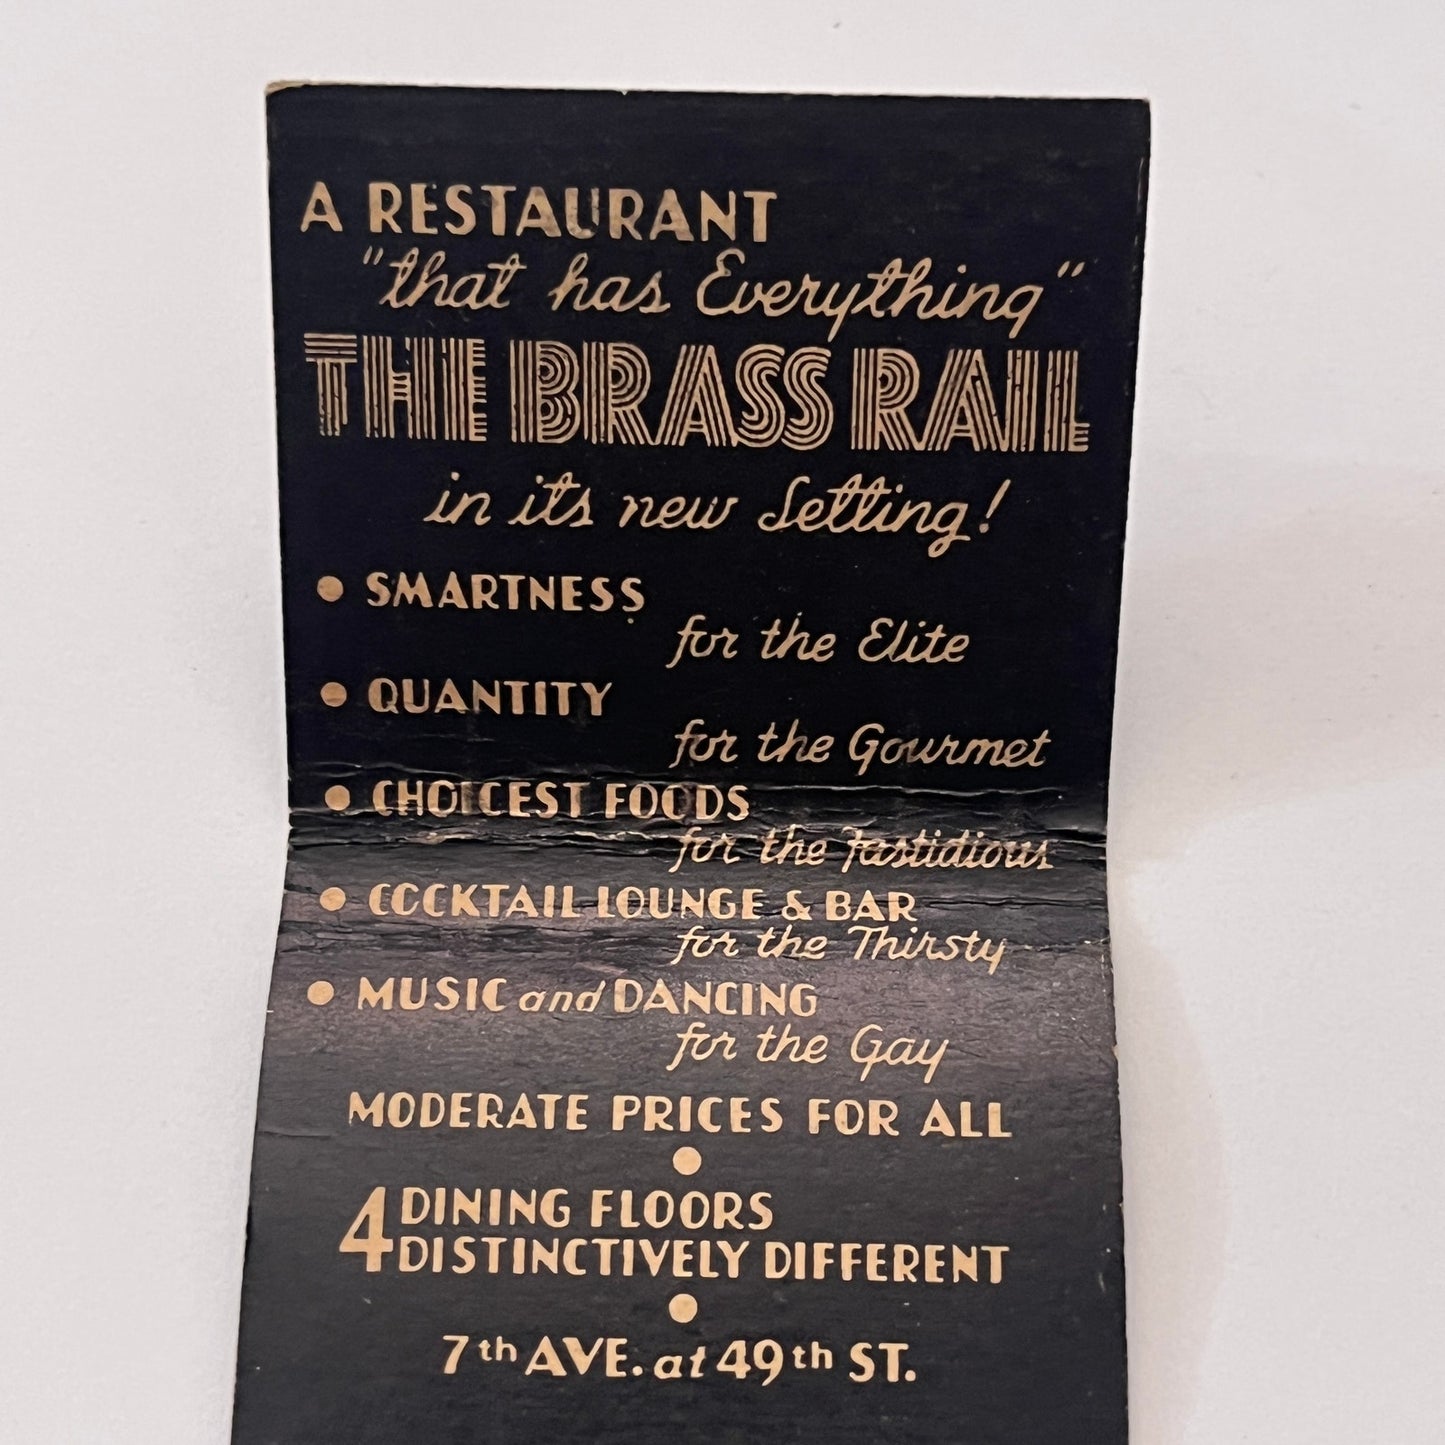 A RESTAURANT
"that has Everything"
THE BRASS RAIL
in its new Setting!
• SMARTNESS
for the Elite
• QUANTITY
for the Gourmet
• CHOICEST FOODS
for the Fastidious
• COCKTAIL LOUNGE & BAR
for the Thirsty
• MUSIC and DANCING
for the Gay
MODERATE PRICES FOR ALL
•
4 DINING FLOORS
DISTINCTIVELY DIFFERENT
•
7th AVE. at 49th ST.